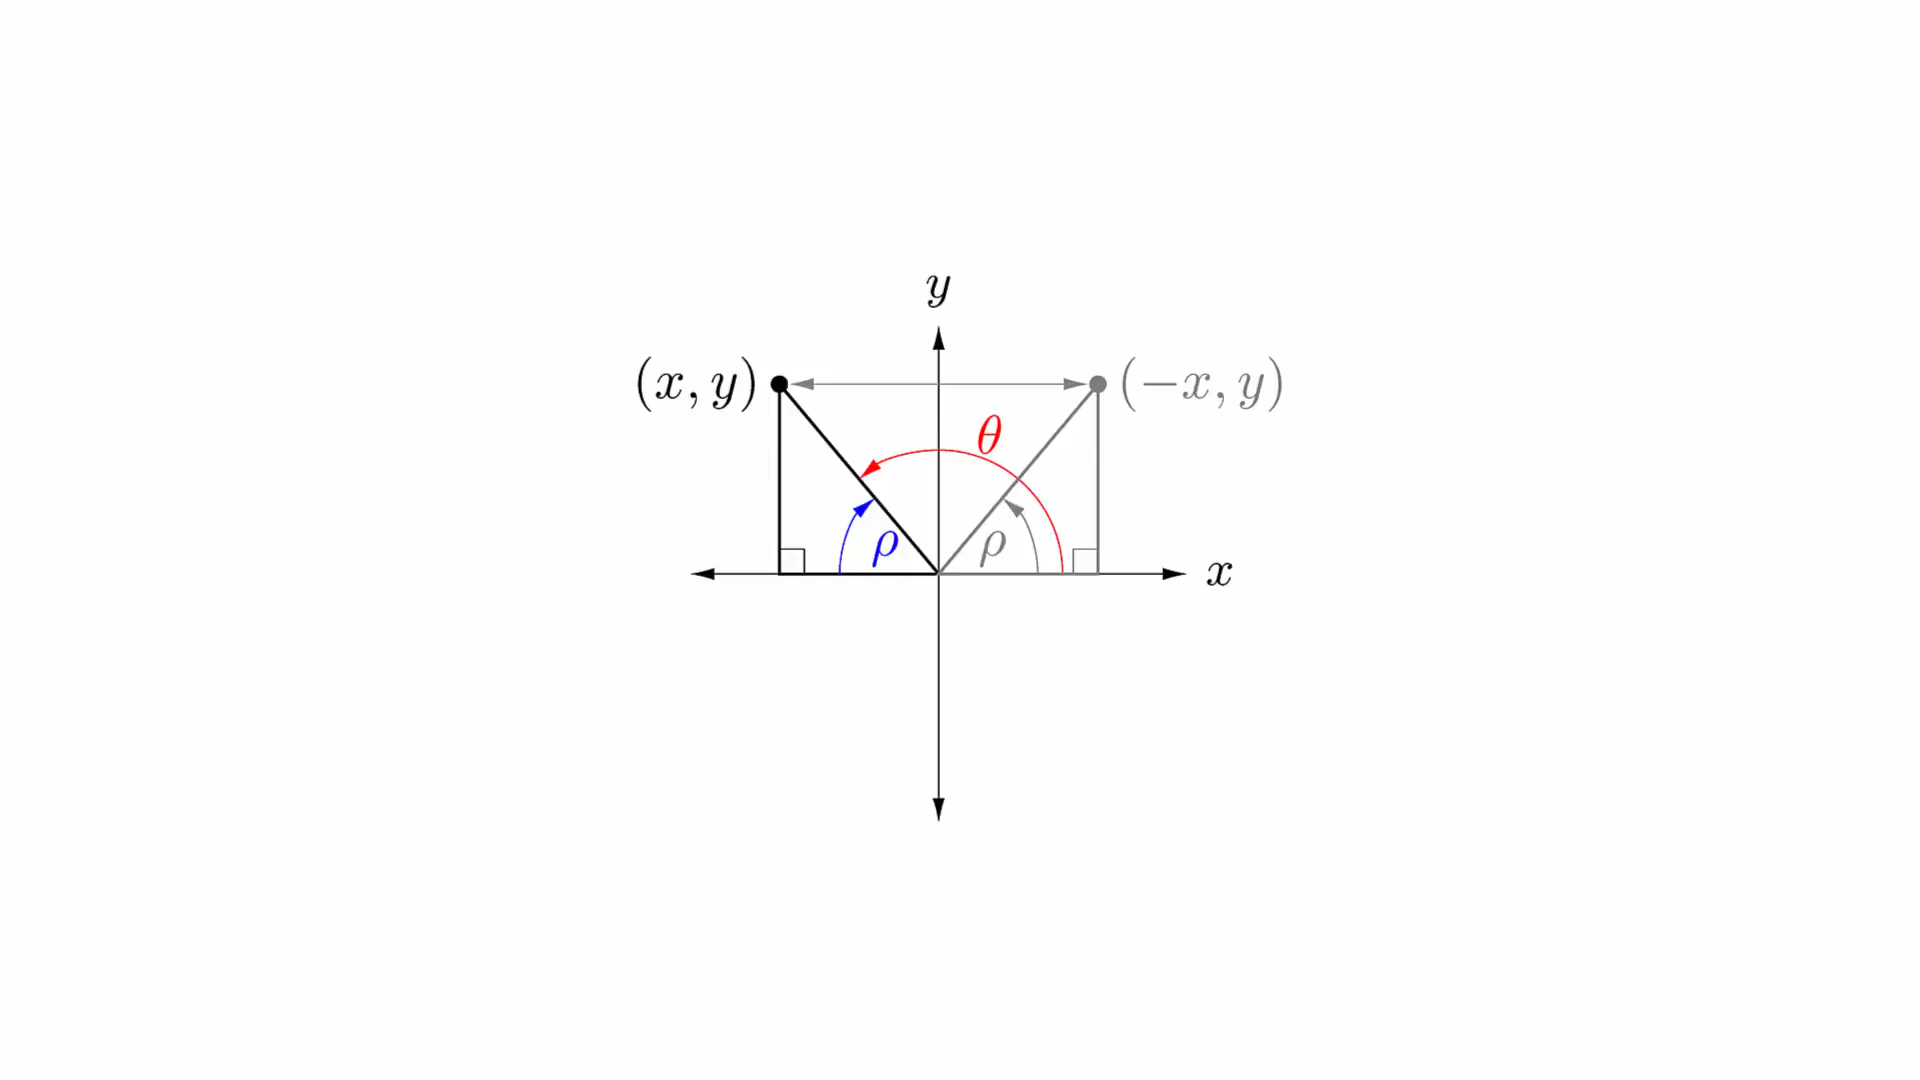 y
(x, y) (−x, y)
θ
ρ ρ
x